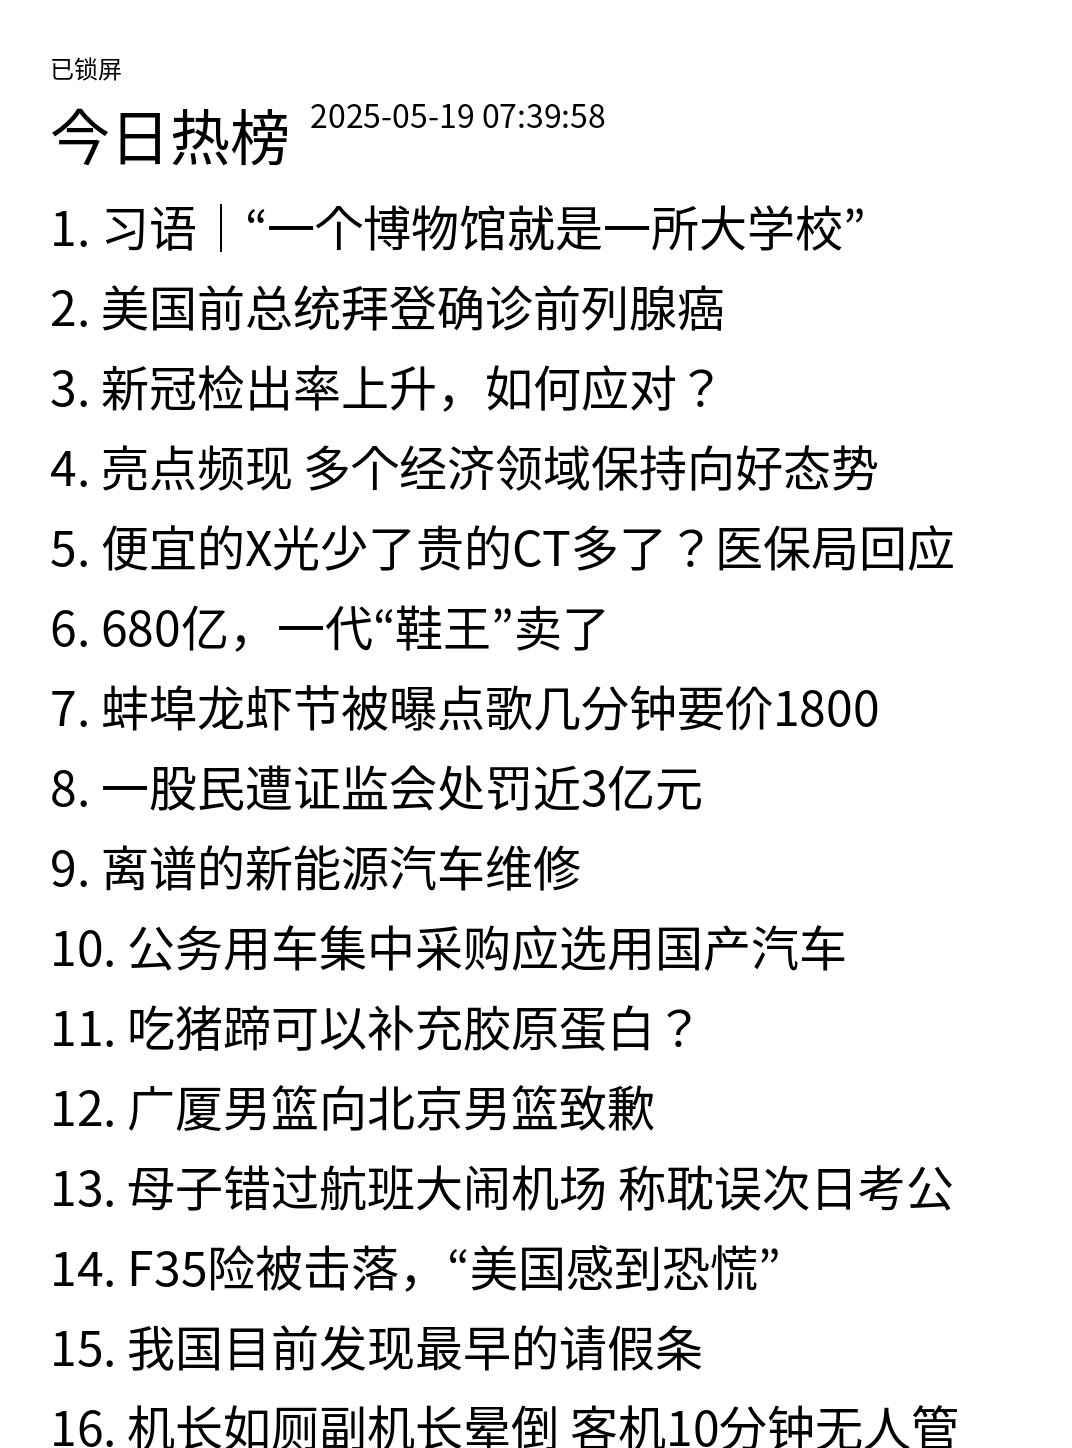 已锁屏
今日热榜 2025-05-19 07:39:58
1. 习语｜“一个博物馆就是一所大学校”
2. 美国前总统拜登确诊前列腺癌
3. 新冠检出率上升，如何应对？
4. 亮点频现 多个经济领域保持向好态势
5. 便宜的X光少了贵的CT多了？医保局回应
6. 680亿，一代“鞋王”卖了
7. 蚌埠龙虾节被曝点歌几分钟要价1800
8. 一股民遭证监会处罚近3亿元
9. 离谱的新能源汽车维修
10. 公务用车集中采购应选用国产汽车
11. 吃猪蹄可以补充胶原蛋白？
12. 广厦男篮向北京男篮致歉
13. 母子错过航班大闹机场 称耽误次日考公
14. F35险被击落，“美国感到恐慌”
15. 我国目前发现最早的请假条
16. 机长如厕副机长晕倒 客机10分钟无人管